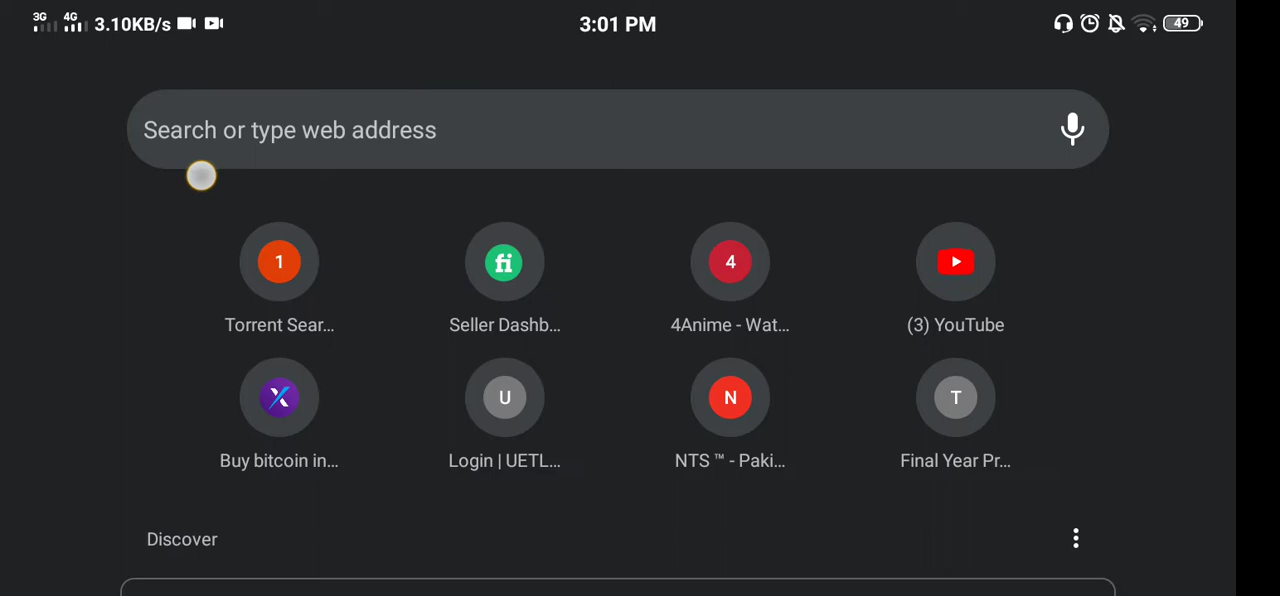 3G 4G 3.10KB/s 3:01 PM 49
Search or type web address
1 fi 4
Torrent Sear... Seller Dashb... 4Anime - Wat... (3) YouTube
X U N T
Buy bitcoin in... Login | UETL... NTS ™ - Paki... Final Year Pr...
Discover